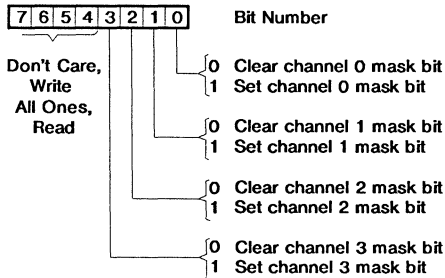 7 6 5 4 3 2 1 0 Bit Number
Don't Care,
Write
All Ones,
Read
0 Clear channel 0 mask bit
1 Set channel 0 mask bit
0 Clear channel 1 mask bit
1 Set channel 1 mask bit
0 Clear channel 2 mask bit
1 Set channel 2 mask bit
0 Clear channel 3 mask bit
1 Set channel 3 mask bit